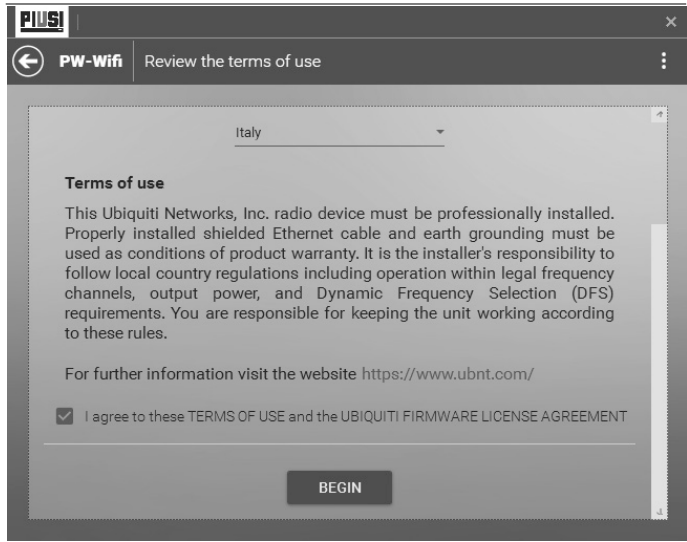 PIUSI
PW-Wifi
Review the terms of use
Italy
Terms of use
This Ubiquiti Networks, Inc. radio device must be professionally installed.
Properly installed shielded Ethernet cable and earth grounding must be
used as conditions of product warranty. It is the installer's responsibility to
follow local country regulations including operation within legal frequency
channels, output power, and Dynamic Frequency Selection (DFS)
requirements. You are responsible for keeping the unit working according
to these rules.
For further information visit the website https://www.ubnt.com/
I agree to these TERMS OF USE and the UBIQUITI FIRMWARE LICENSE AGREEMENT
BEGIN